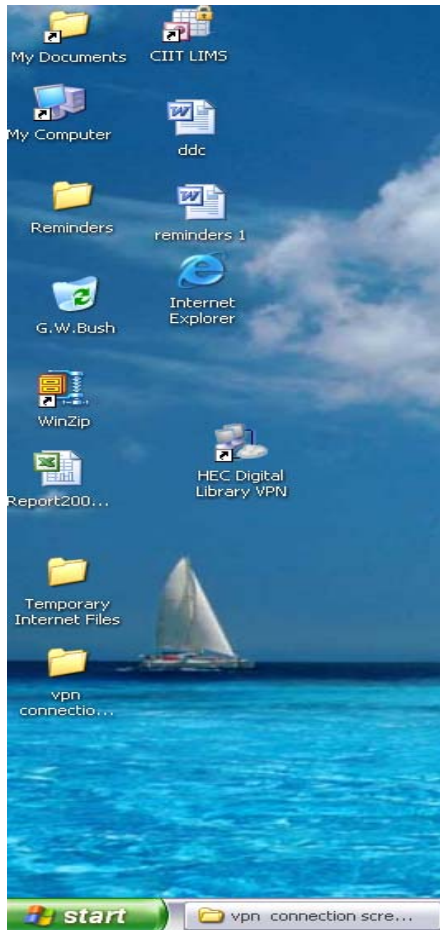 My Documents
CIIT LIMS
My Computer
ddc
Reminders
reminders 1
G.W.Bush
Internet
Explorer
WinZip
HEC Digital
Library VPN
Report200...
Temporary
Internet Files
vpn
connectio...
start
vpn connection scre...